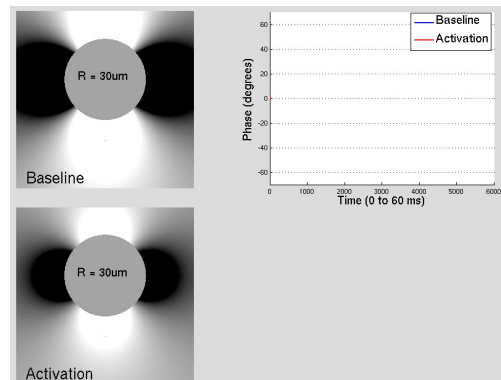 R = 30um
Baseline
R = 30um
Activation
Baseline
Activation
Phase (degrees)
60
40
20
0
-20
-40
-60
0 1000 2000 3000 4000 5000 6000
Time (0 to 60 ms)